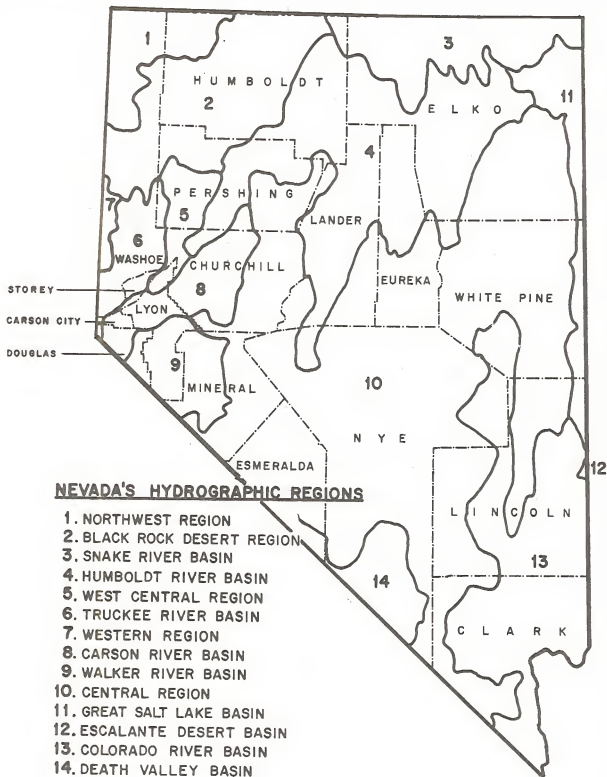 1
3
HUMBOLDT
2
11
ELKO
4
PERSHING
7
5
LANDER
6
WASHOE
CHURCHILL
EUREKA
STOREY
8
WHITE PINE
LYON
CARSON CITY
DOUGLAS
9
MINERAL
10
NYE
ESMERALDA
12
NEVADA'S HYDROGRAPHIC REGIONS
LINCOLN
1. NORTHWEST REGION
2. BLACK ROCK DESERT REGION
3. SNAKE RIVER BASIN
4. HUMBOLDT RIVER BASIN
5. WEST CENTRAL REGION
6. TRUCKEE RIVER BASIN
7. WESTERN REGION
8. CARSON RIVER BASIN
9. WALKER RIVER BASIN
10. CENTRAL REGION
11. GREAT SALT LAKE BASIN
12. ESCALANTE DESERT BASIN
13. COLORADO RIVER BASIN
14. DEATH VALLEY BASIN
13
14
CLARK